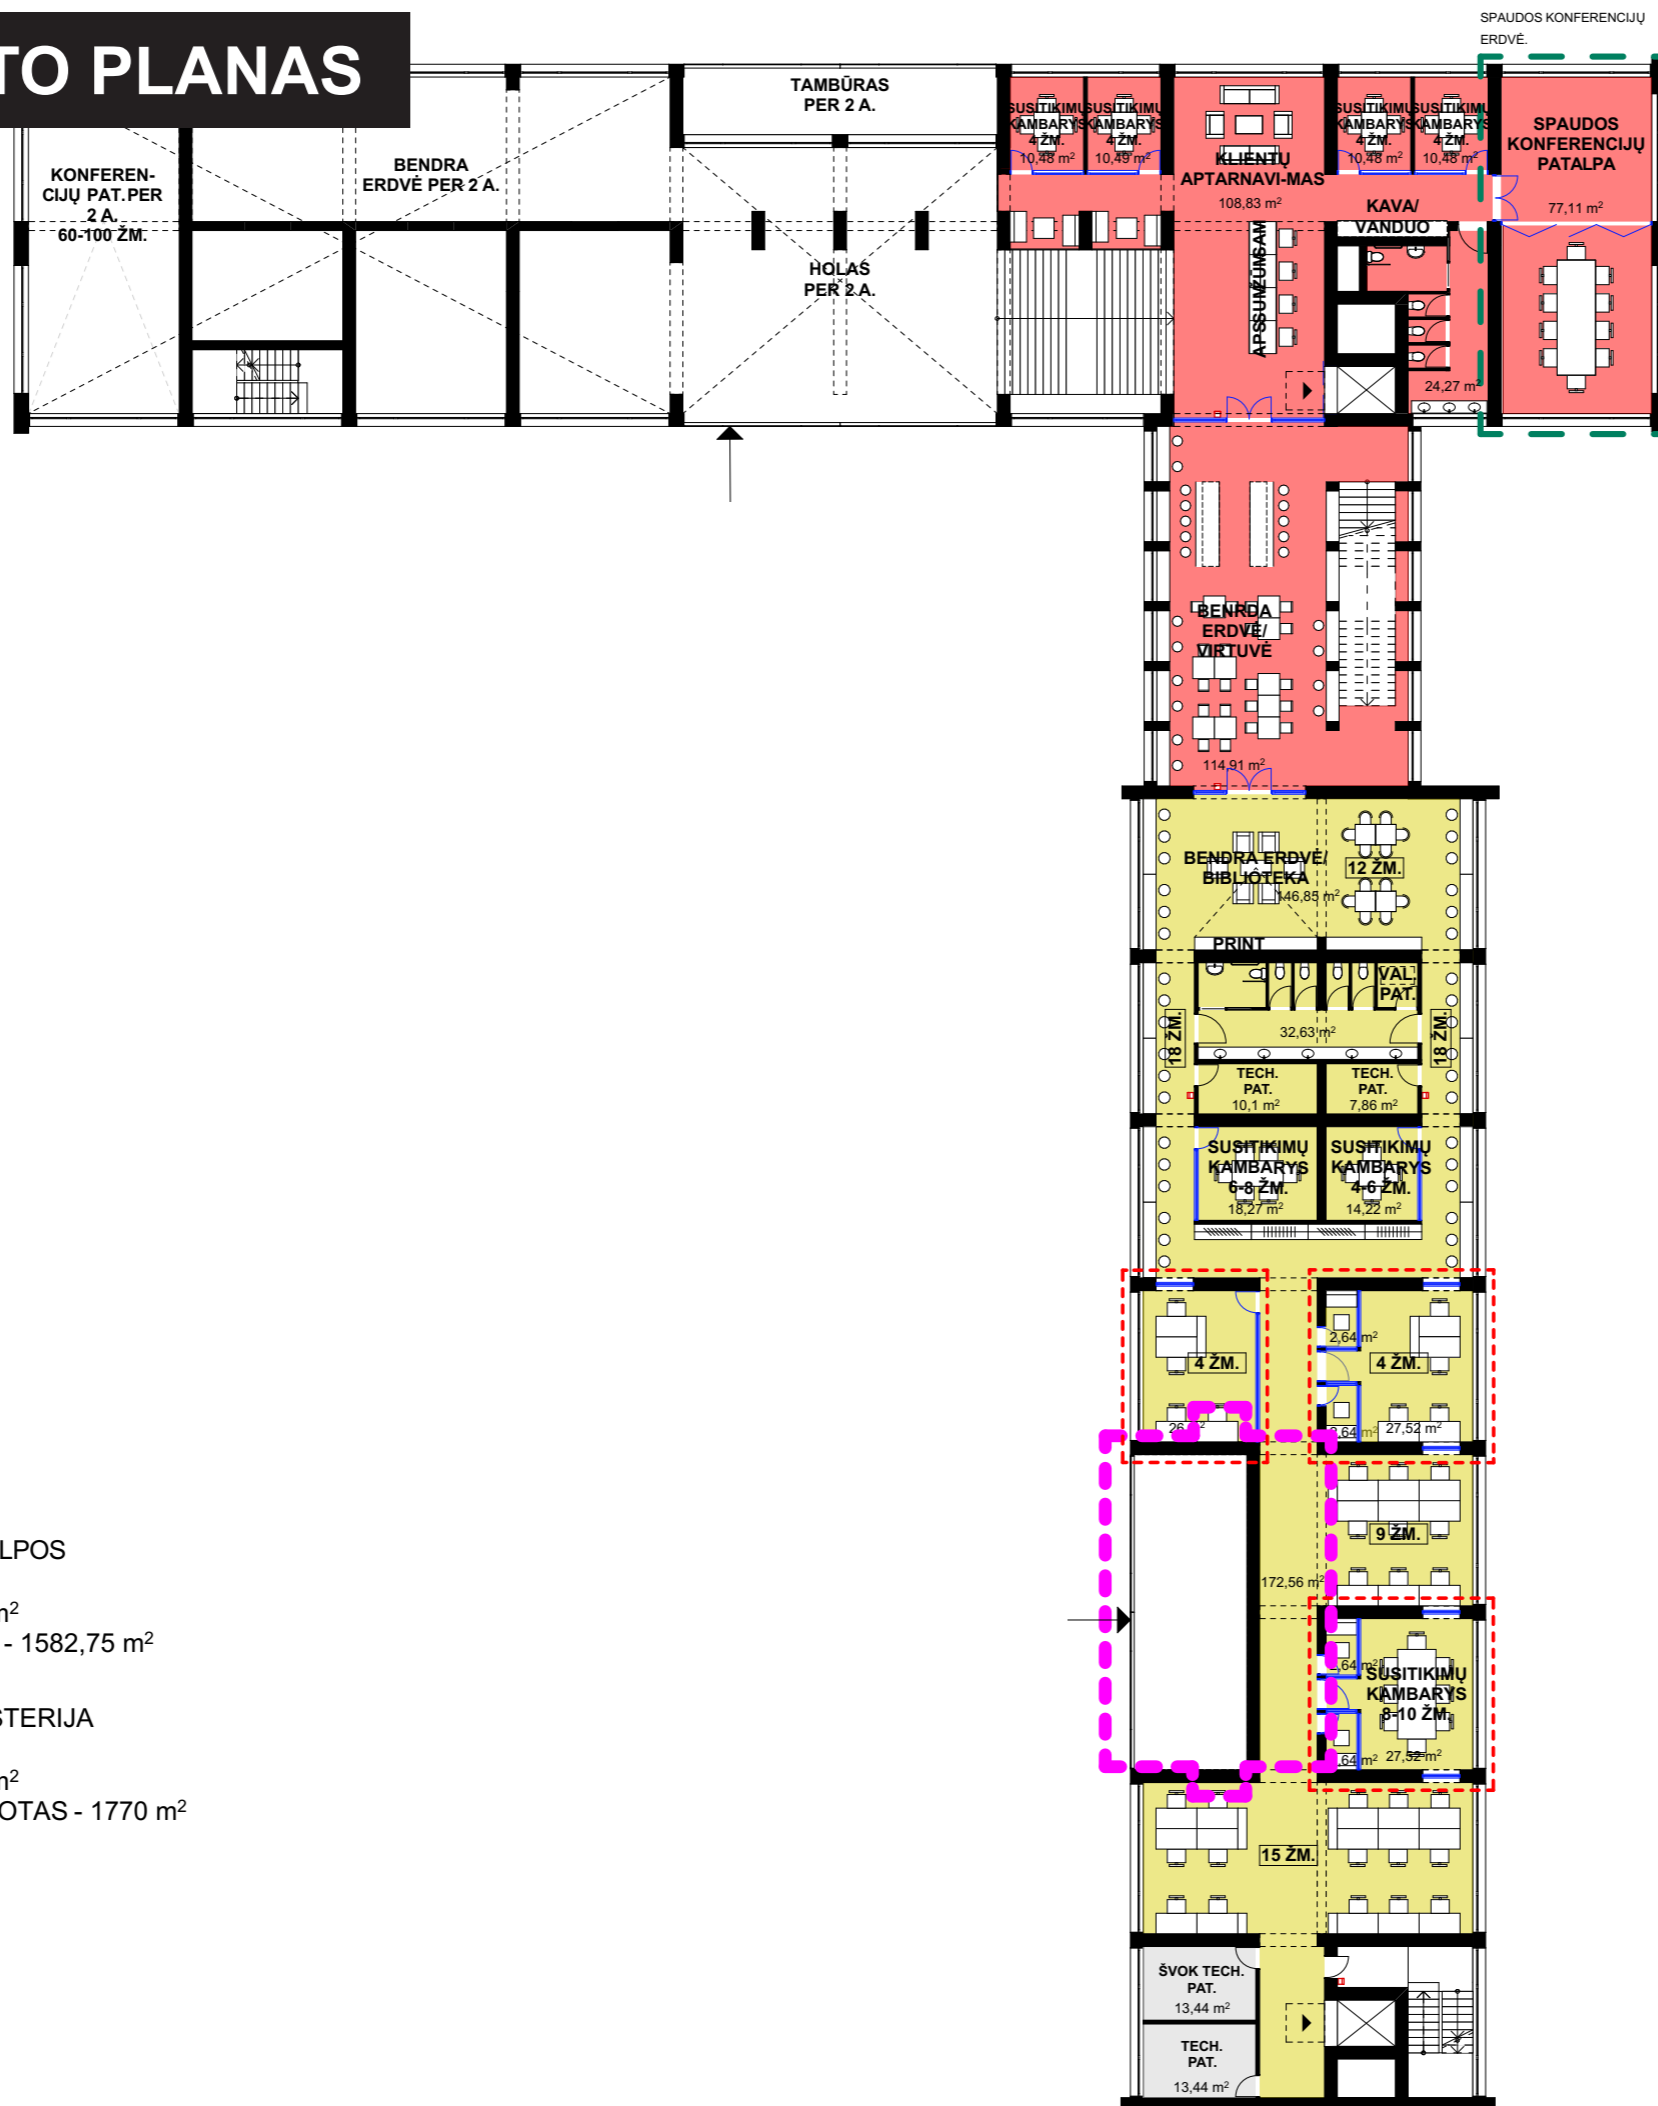 SPAUDOS KONFERENCIJŲ
ERDVĖ.
TO PLANAS
TAMBŪRAS
PER 2 A.
KONFEREN-
CIJŲ PAT.PER
2 A.
60-100 ŽM.
BENDRA
ERDVĖ PER 2 A.
HOLAS
PER 2 A.
SUSITIKIMŲ
KAMBARYS
4 ŽM.
10,48 m²
SUSITIKIMŲ
KAMBARYS
4 ŽM.
10,49 m²
KLIENTŲ
APTARNAVI-MAS
108,83 m²
SUSITIKIMŲ
KAMBARYS
4 ŽM.
10,48 m²
SUSITIKIMŲ
KAMBARYS
4 ŽM.
10,48 m²
SPAUDOS
KONFERENCIJŲ
PATALPA
77,11 m²
KAVA/
VANDUO
24,27 m²
BENRDA
ERDVĖ/
VIRTUVĖ
114,91 m²
BENDRA ERDVĖ/
BIBLIOTEKA
146,85 m²
12 ŽM.
PRINT
VAL.
PAT.
18 ŽM.
32,63 m²
18 ŽM.
TECH.
PAT.
10,1 m²
TECH.
PAT.
7,86 m²
SUSITIKIMŲ
KAMBARYS
6-8 ŽM.
18,27 m²
SUSITIKIMŲ
KAMBARYS
4-6 ŽM.
14,22 m²
4 ŽM.
2,64 m²
4 ŽM.
27,52 m²
9 ŽM.
172,56 m²
SUSITIKIMŲ
KAMBARYS
8-10 ŽM.
27,52 m²
LPOS
m²
- 1582,75 m²
STERIJA
m²
OTAS - 1770 m²
15 ŽM.
ŠVOK TECH.
PAT.
13,44 m²
TECH.
PAT.
13,44 m²